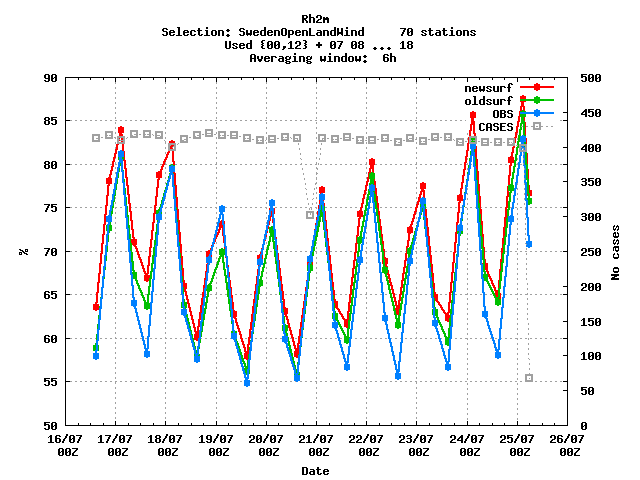 Rh2m
Selection: SwedenOpenLandWind 70 stations
Used {00,12} + 07 08 ... 18
Averaging window: 6h
90 500
newsurf
oldsurf
OBS
CASES
85 450
80 400
75 350
70 300
65 250
60 200
55 150
50 100
50
0
%
No cases
16/07 17/07 18/07 19/07 20/07 21/07 22/07 23/07 24/07 25/07 26/07
00Z 00Z 00Z 00Z 00Z 00Z 00Z 00Z 00Z 00Z 00Z
Date